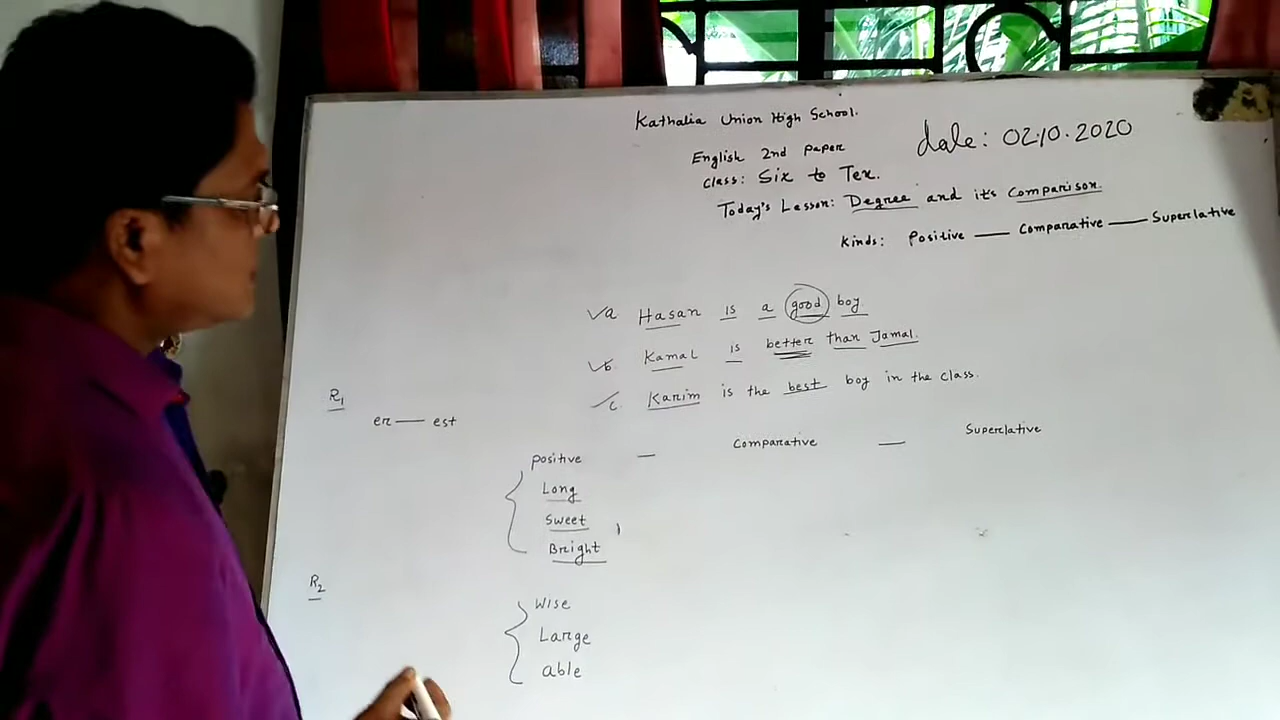 Kathalia Union High School.
English 2nd Paper
date: 02.10.2020
Class: Six to Ten.
Today's Lesson: Degree and it's Comparison.
Kinds: Positive — Comparative — Superlative
a Hasan is a good boy
b. Kamal is better than Jamal.
c. Karim is the best boy in the class.
R1
er — est
positive — Comparative — Superlative
Long
Sweet
Bright
R2
Wise
Large
able